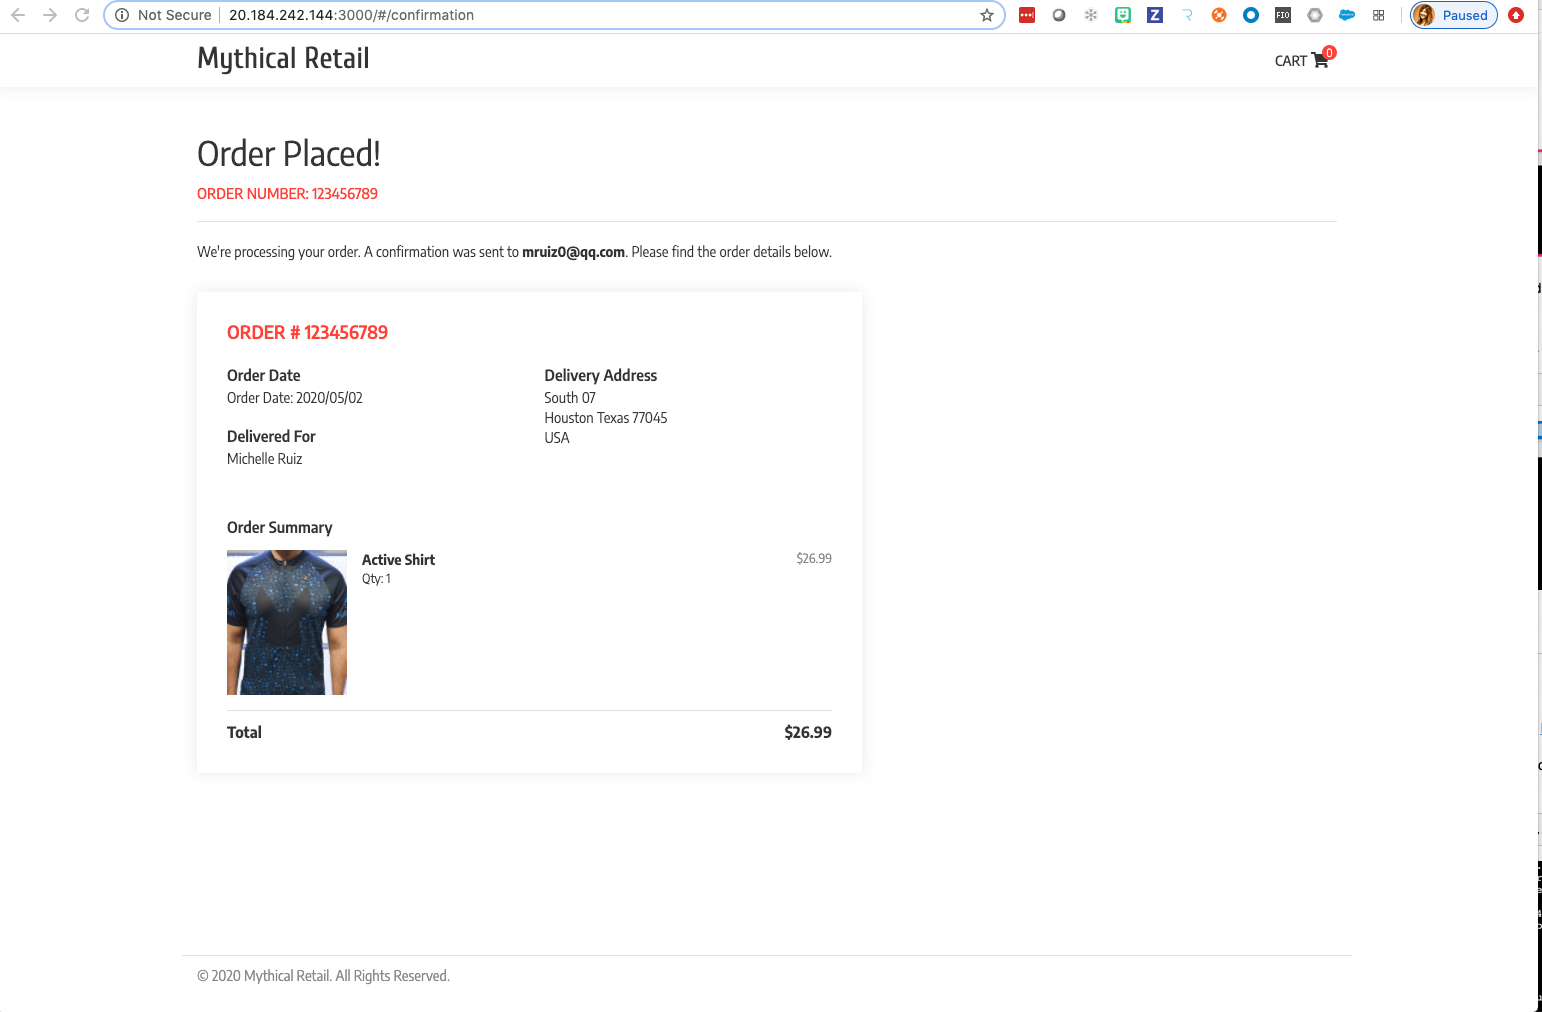 Not Secure | 20.184.242.144:3000/#/confirmation
FIO
Z
R
Paused
Mythical Retail
CART 0
Order Placed!
ORDER NUMBER: 123456789
We're processing your order. A confirmation was sent to mruiz0@qq.com. Please find the order details below.
ORDER # 123456789
Order Date
Order Date: 2020/05/02
Delivered For
Michelle Ruiz
Delivery Address
South 07
Houston Texas 77045
USA
Order Summary
Active Shirt
Qty: 1
$26.99
Total
$26.99
© 2020 Mythical Retail. All Rights Reserved.